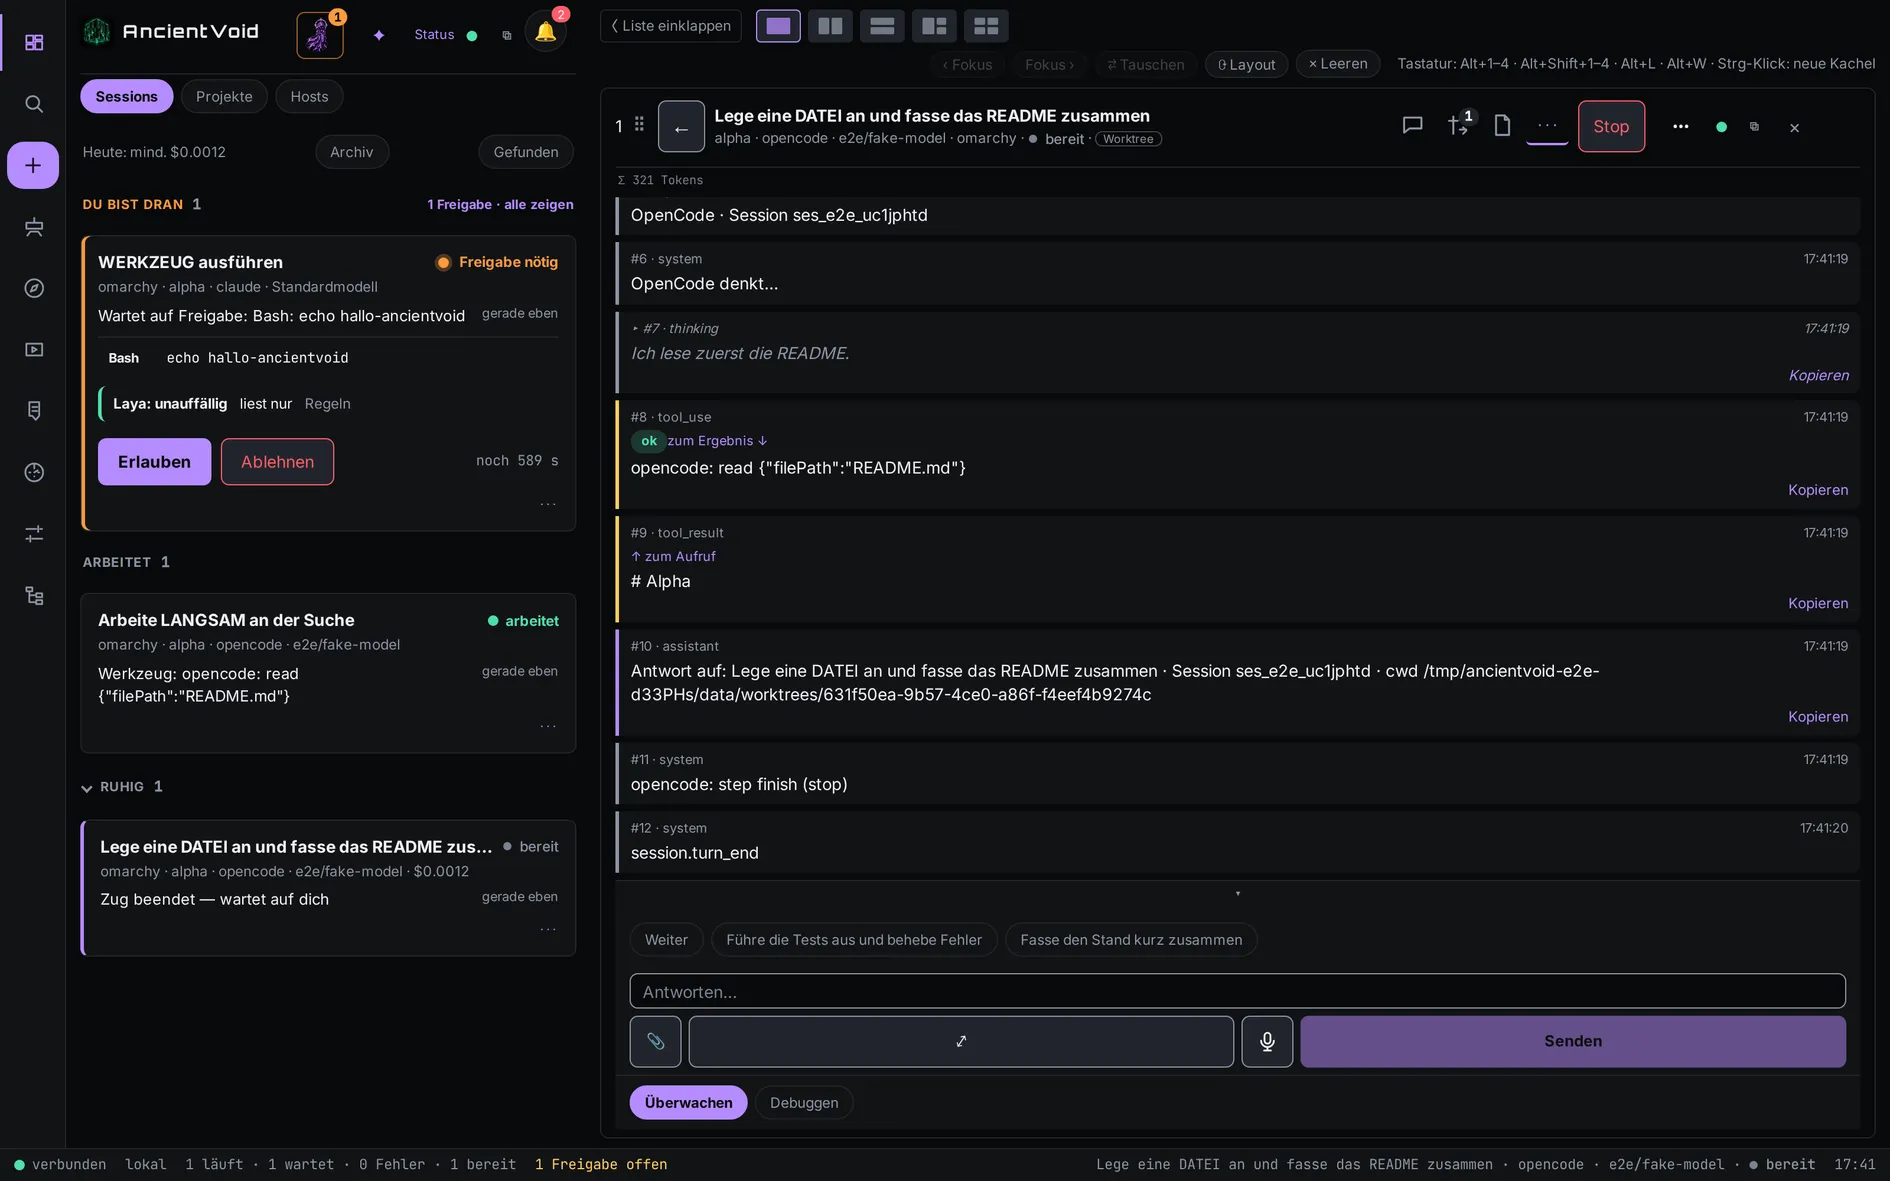 AncientVoid
1
Status
2
Sessions
Projekte
Hosts
Heute: mind. $0.0012
Archiv
Gefunden
DU BIST DRAN 1
1 Freigabe · alle zeigen
WERKZEUG ausführen
Freigabe nötig
omarchy · alpha · claude · Standardmodell
Wartet auf Freigabe: Bash: echo hallo-ancientvoid
gerade eben
Bash echo hallo-ancientvoid
Laya: unauffällig liest nur Regeln
Erlauben
Ablehnen
noch 589 s
...
ARBEITET 1
Arbeite LANGSAM an der Suche
arbeitet
omarchy · alpha · opencode · e2e/fake-model
Werkzeug: opencode: read
{"filePath":"README.md"}
gerade eben
...
RUHIG 1
Lege eine DATEI an und fasse das README zus...
bereit
omarchy · alpha · opencode · e2e/fake-model · $0.0012
Zug beendet — wartet auf dich
gerade eben
...
Liste einklappen
‹ Fokus
Fokus ›
⇄ Tauschen
Layout
× Leeren
Tastatur: Alt+1–4 · Alt+Shift+1–4 · Alt+L · Alt+W · Strg-Klick: neue Kachel
1
←
Lege eine DATEI an und fasse das README zusammen
alpha · opencode · e2e/fake-model · omarchy · ● bereit · Worktree
1
...
Stop
Σ 321 Tokens
OpenCode · Session ses_e2e_uc1jphtd
#6 · system
17:41:19
OpenCode denkt...
#7 · thinking
17:41:19
Ich lese zuerst die README.
Kopieren
#8 · tool_use
17:41:19
ok zum Ergebnis ↓
opencode: read {"filePath":"README.md"}
Kopieren
#9 · tool_result
17:41:19
↑ zum Aufruf
# Alpha
Kopieren
#10 · assistant
17:41:19
Antwort auf: Lege eine DATEI an und fasse das README zusammen · Session ses_e2e_uc1jphtd · cwd /tmp/ancientvoid-e2e-
d33PHs/data/worktrees/631f50ea-9b57-4ce0-a86f-f4eef4b9274c
Kopieren
#11 · system
17:41:19
opencode: step finish (stop)
#12 · system
17:41:20
session.turn_end
Weiter
Führe die Tests aus und behebe Fehler
Fasse den Stand kurz zusammen
Antworten...
Senden
Überwachen
Debuggen
verbunden lokal 1 läuft · 1 wartet · 0 Fehler · 1 bereit 1 Freigabe offen
Lege eine DATEI an und fasse das README zusammen · opencode · e2e/fake-model · ● bereit 17:41